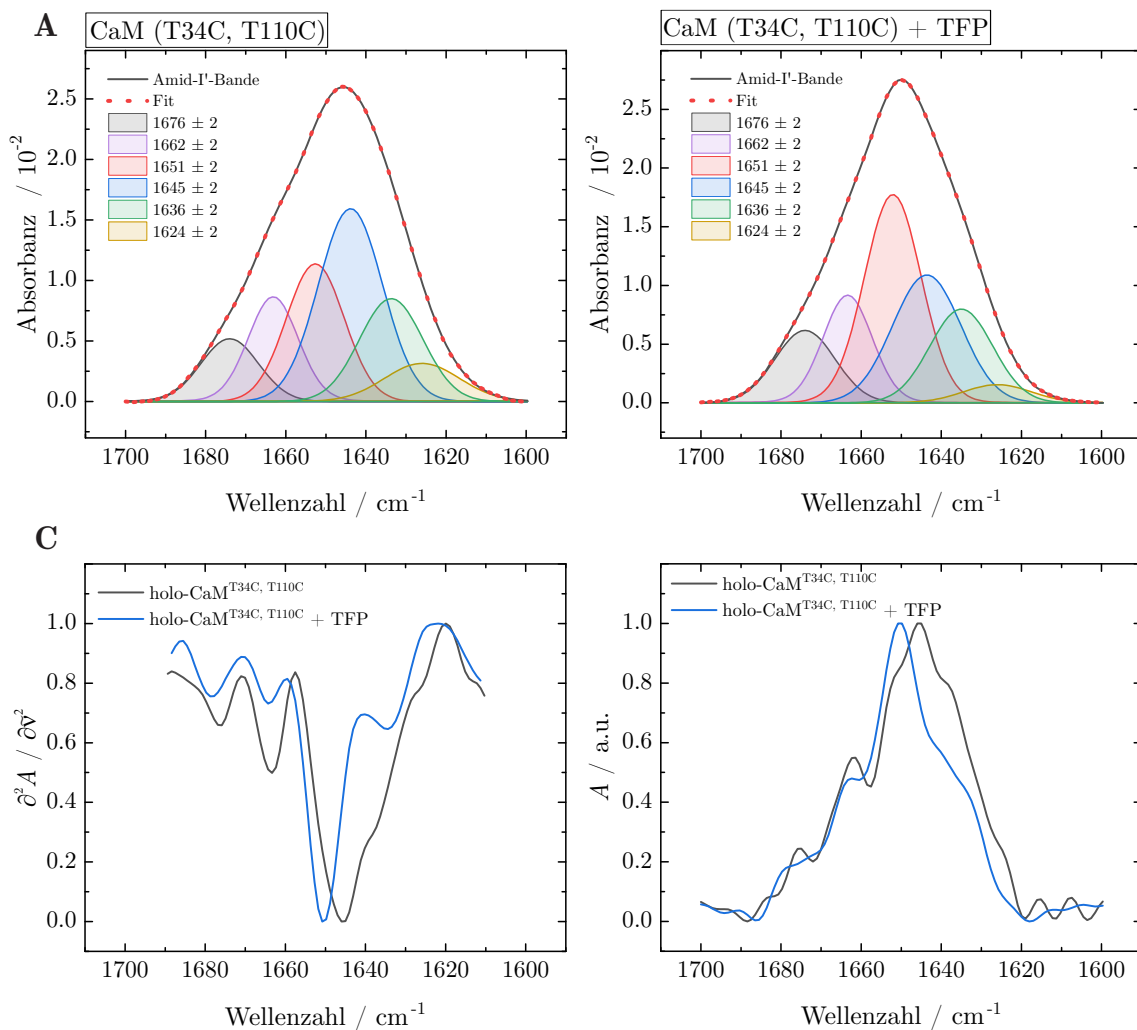 A
CaM (T34C, T110C)
CaM (T34C, T110C) + TFP
Amid-I'-Bande
Fit
1676 ± 2
1662 ± 2
1651 ± 2
1645 ± 2
1636 ± 2
1624 ± 2
2.5
2.0
1.5
1.0
0.5
0.0
Absorbanz / 10⁻²
1700 1680 1660 1640 1620 1600
Wellenzahl / cm⁻¹
Amid-I'-Bande
Fit
1676 ± 2
1662 ± 2
1651 ± 2
1645 ± 2
1636 ± 2
1624 ± 2
2.5
2.0
1.5
1.0
0.5
0.0
Absorbanz / 10⁻²
1700 1680 1660 1640 1620 1600
Wellenzahl / cm⁻¹
C
holo-CaM^T34C, T110C
holo-CaM^T34C, T110C + TFP
1.0
0.8
0.6
0.4
0.2
0.0
∂²A / ∂ṽ²
1700 1680 1660 1640 1620 1600
Wellenzahl / cm⁻¹
holo-CaM^T34C, T110C
holo-CaM^T34C, T110C + TFP
1.0
0.8
0.6
0.4
0.2
0.0
A / a.u.
1700 1680 1660 1640 1620 1600
Wellenzahl / cm⁻¹